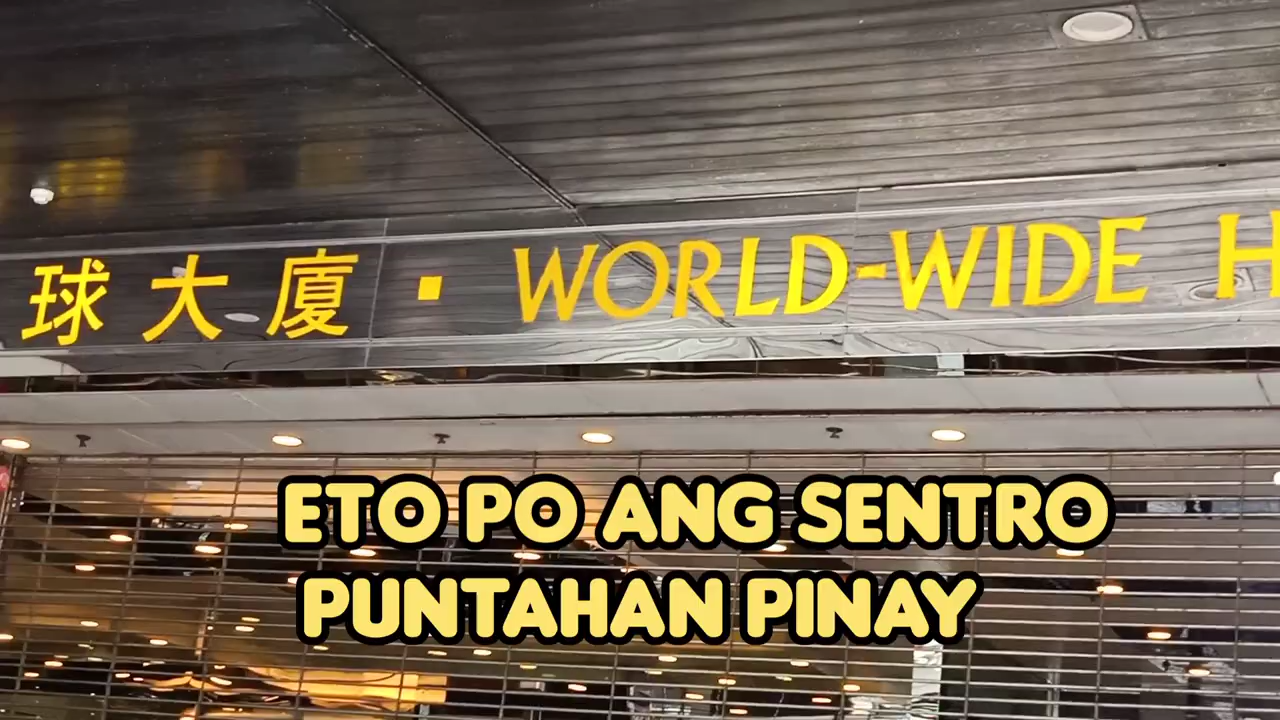 球大廈 ▪ WORLD-WIDE H
ETO PO ANG SENTRO
PUNTAHAN PINAY